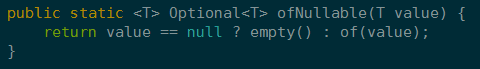 public static <T> Optional<T> ofNullable(T value) {
    return value == null ? empty() : of(value);
}